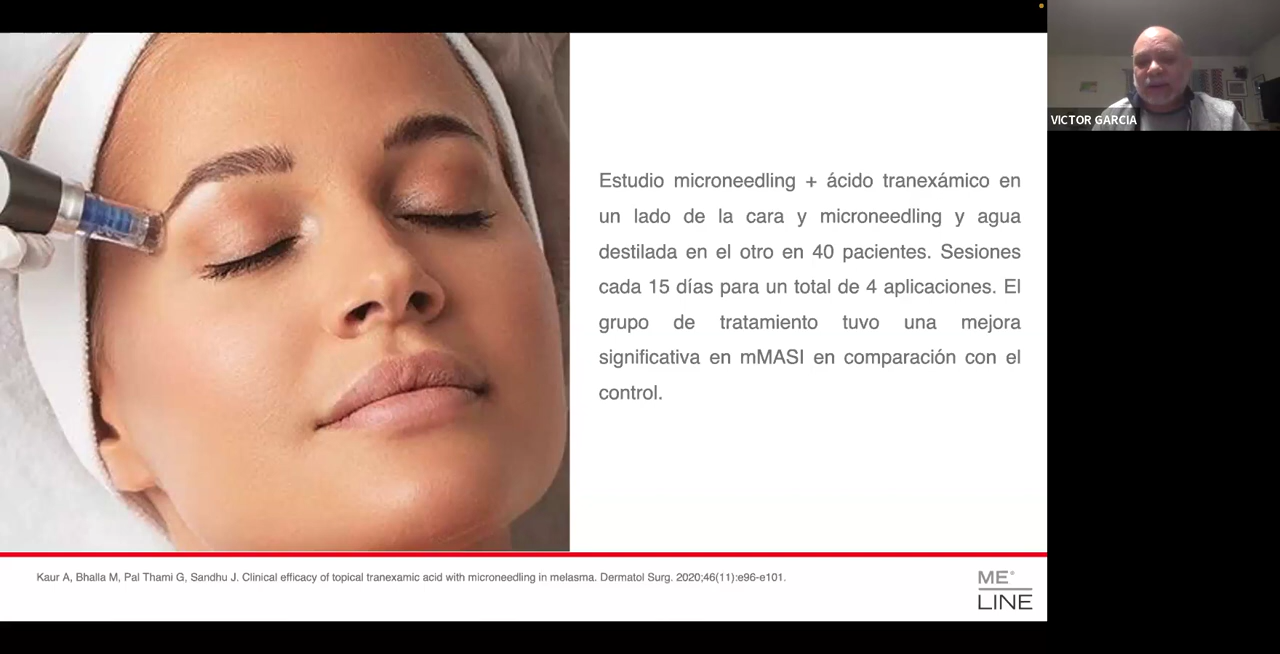 Estudio microneedling + ácido tranexámico en
un lado de la cara y microneedling y agua
destilada en el otro en 40 pacientes. Sesiones
cada 15 días para un total de 4 aplicaciones. El
grupo de tratamiento tuvo una mejora
significativa en mMASI en comparación con el
control.
Kaur A, Bhalla M, Pal Thami G, Sandhu J. Clinical efficacy of topical tranexamic acid with microneedling in melasma. Dermatol Surg. 2020;46(11):e96-e101.
ME°
LINE
VICTOR GARCIA